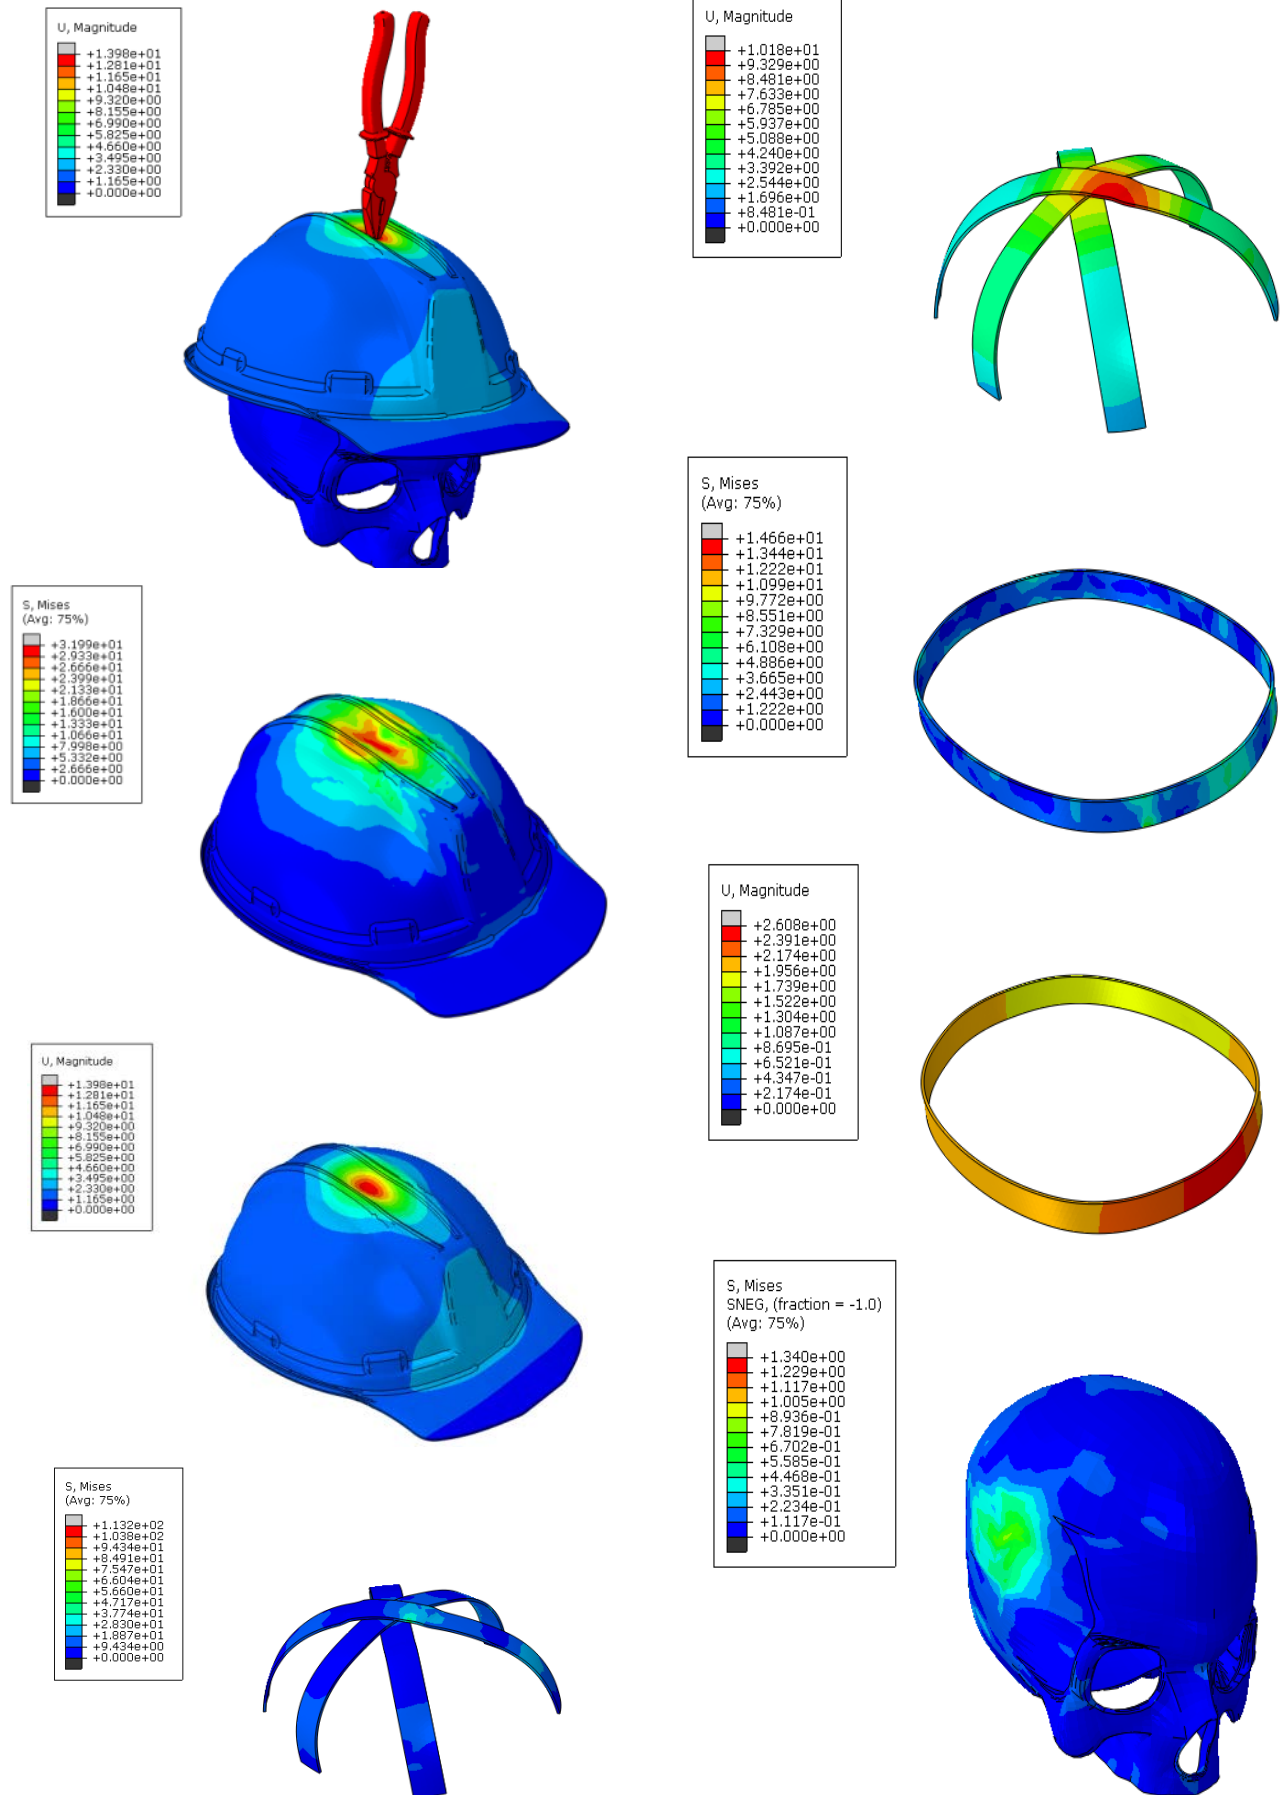 U, Magnitude
+1.398e+01
+1.281e+01
+1.165e+01
+1.048e+01
+9.320e+00
+8.155e+00
+6.990e+00
+5.825e+00
+4.660e+00
+3.495e+00
+2.330e+00
+1.165e+00
+0.000e+00
S, Mises
(Avg: 75%)
+3.199e+01
+2.933e+01
+2.666e+01
+2.399e+01
+2.133e+01
+1.866e+01
+1.600e+01
+1.333e+01
+1.066e+01
+7.998e+00
+5.332e+00
+2.666e+00
+0.000e+00
U, Magnitude
+1.398e+01
+1.281e+01
+1.165e+01
+1.048e+01
+9.320e+00
+8.155e+00
+6.990e+00
+5.825e+00
+4.660e+00
+3.495e+00
+2.330e+00
+1.165e+00
+0.000e+00
S, Mises
(Avg: 75%)
+1.132e+02
+1.038e+02
+9.434e+01
+8.491e+01
+7.547e+01
+6.604e+01
+5.660e+01
+4.717e+01
+3.774e+01
+2.830e+01
+1.887e+01
+9.434e+00
+0.000e+00
U, Magnitude
+1.018e+01
+9.329e+00
+8.481e+00
+7.633e+00
+6.785e+00
+5.937e+00
+5.088e+00
+4.240e+00
+3.392e+00
+2.544e+00
+1.696e+00
+8.481e-01
+0.000e+00
S, Mises
(Avg: 75%)
+1.466e+01
+1.344e+01
+1.222e+01
+1.099e+01
+9.772e+00
+8.551e+00
+7.329e+00
+6.108e+00
+4.886e+00
+3.665e+00
+2.443e+00
+1.222e+00
+0.000e+00
U, Magnitude
+2.608e+00
+2.391e+00
+2.174e+00
+1.956e+00
+1.739e+00
+1.522e+00
+1.304e+00
+1.087e+00
+8.695e-01
+6.521e-01
+4.347e-01
+2.174e-01
+0.000e+00
S, Mises
SNEG, (fraction = -1.0)
(Avg: 75%)
+1.340e+00
+1.229e+00
+1.117e+00
+1.005e+00
+8.936e-01
+7.819e-01
+6.702e-01
+5.585e-01
+4.468e-01
+3.351e-01
+2.234e-01
+1.117e-01
+0.000e+00